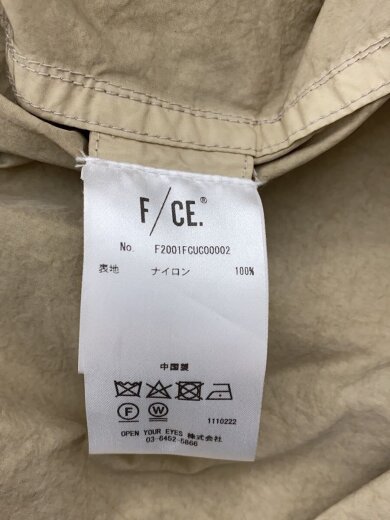 F/CE.®
No. F2001FCUC00002
表地 ナイロン 100%
中国製
F W
1110222
OPEN YOUR EYES 株式会社
03-6452-5866